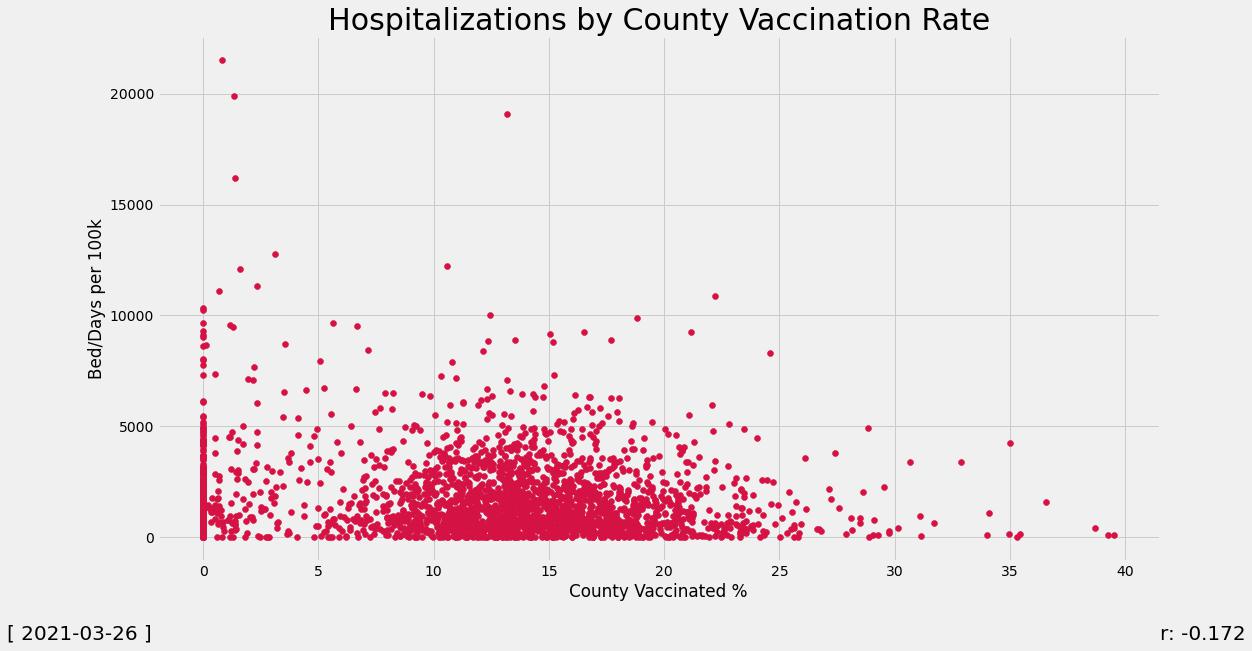 Hospitalizations by County Vaccination Rate
Bed/Days per 100k
20000
15000
10000
5000
0
0 5 10 15 20 25 30 35 40
County Vaccinated %
[ 2021-03-26 ]
r: -0.172